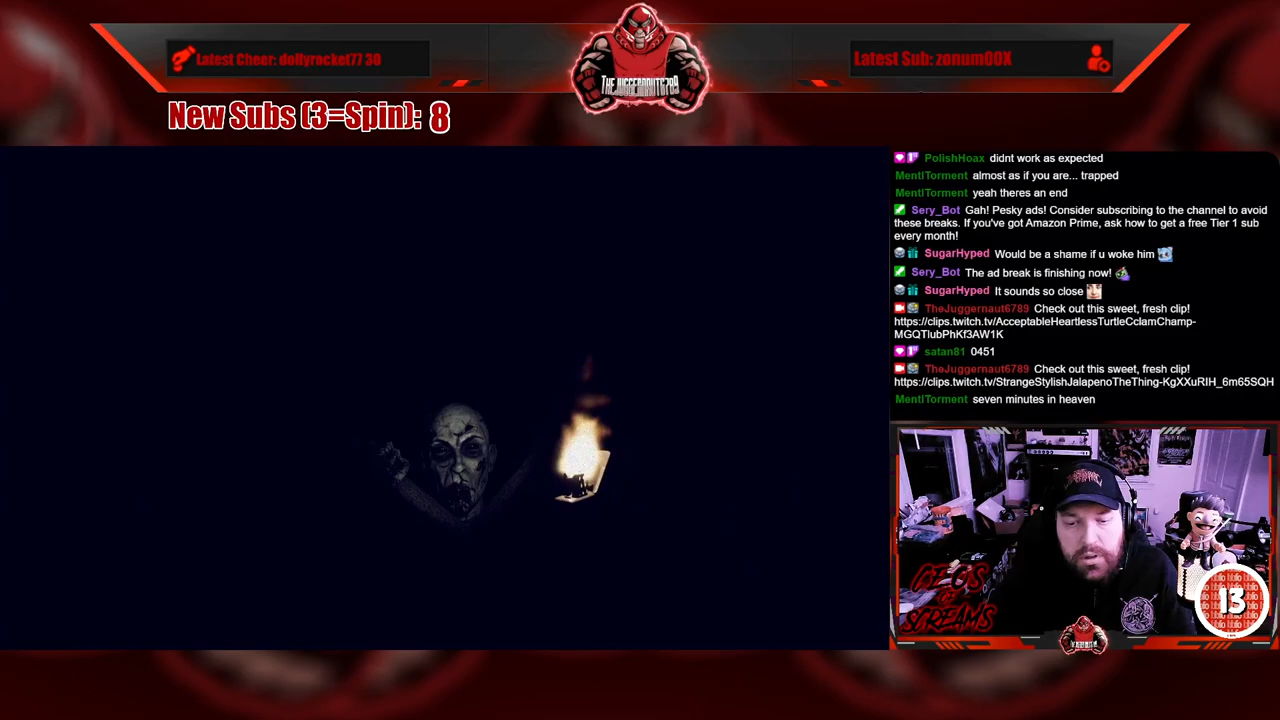 Latest Cheer: dollyrocket77 30
THEJUGGERNAUT6789
Latest Sub: zonum00X
New Subs (3=Spin): 8
PolishHoax didnt work as expected
MentlTorment almost as if you are... trapped
MentlTorment yeah theres an end
Sery_Bot Gah! Pesky ads! Consider subscribing to the channel to avoid
these breaks. If you've got Amazon Prime, ask how to get a free Tier 1 sub
every month!
SugarHyped Would be a shame if u woke him
Sery_Bot The ad break is finishing now!
SugarHyped It sounds so close
TheJuggernaut6789 Check out this sweet, fresh clip!
https://clips.twitch.tv/AcceptableHeartlessTurtleCclamChamp-
MGQTlubPhKf3AW1K
satan81 0451
TheJuggernaut6789 Check out this sweet, fresh clip!
https://clips.twitch.tv/StrangeStylishJalapenoTheThing-KgXXuRIH_6m65SQH
MentlTorment seven minutes in heaven
13